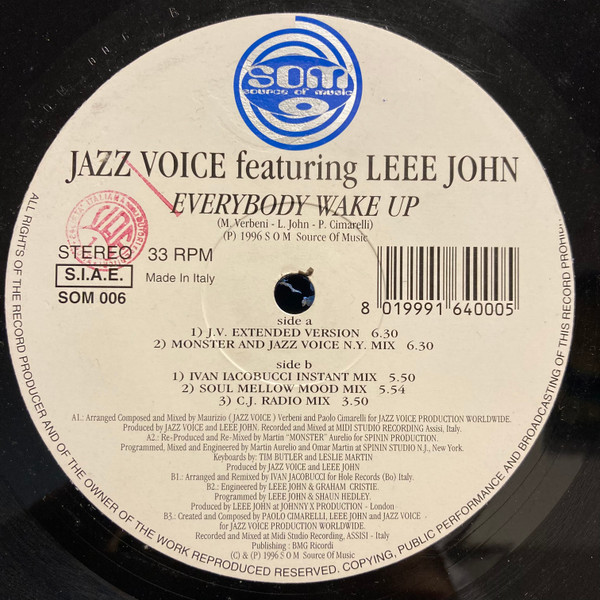 SOM
source of music
JAZZ VOICE featuring LEEE JOHN
EVERYBODY WAKE UP
(M. Verbeni - L. John - P. Cimarelli)
(P) 1996 S O M Source Of Music
STEREO 33 RPM
S.I.A.E. Made In Italy
SOM 006
8 019991 640005
side a
1) J.V. EXTENDED VERSION 6.30
2) MONSTER AND JAZZ VOICE N.Y. MIX 6.30
side b
1) IVAN IACOBUCCI INSTANT MIX 5.50
2) SOUL MELLOW MOOD MIX 5.54
3) C.J. RADIO MIX 3.50
A1.: Arranged Composed and Mixed by Maurizio ( JAZZ VOICE ) Verbeni and Paolo Cimarelli for JAZZ VOICE PRODUCTION WORLDWIDE.
Produced by JAZZ VOICE and LEEE JOHN. Recorded and Mixed at MIDI STUDIO RECORDING Assisi, Italy.
A2.: Re-Produced and Re-Mixed by Martin "MONSTER" Aurelio for SPININ PRODUCTION.
Programmed, Mixed and Engineered by Martin Aurelio and Omar Martin at SPININ STUDIO N.J., New York.
Keyboards by: TIM BUTLER and LESLIE MARTIN
Produced by JAZZ VOICE and LEEE JOHN
B1.: Arranged and Remixed by IVAN JACOBUCCI for Hole Records (Bo) Italy.
B2.: Engineered by LEEE JOHN & GRAHAM CRISTIE.
Programmed by LEEE JOHN & SHAUN HEDLEY.
Produced by LEEE JOHN at JOHNNY X PRODUCTION - London
B3.: Created and Composed by PAOLO CIMARELLI, LEEE JOHN and JAZZ VOICE
for JAZZ VOICE PRODUCTION WORLDWIDE.
Recorded and Mixed at Midi Studio Recording, ASSISI - Italy
Publishing : BMG Ricordi
(C) & (P) 1996 S O M Source Of Music
ALL RIGHTS OF THE RECORD PRODUCER AND OF THE OWNER OF THE WORK REPRODUCED RESERVED. COPYING, PUBLIC PERFORMANCE AND BROADCASTING OF THIS RECORD PROHIBI